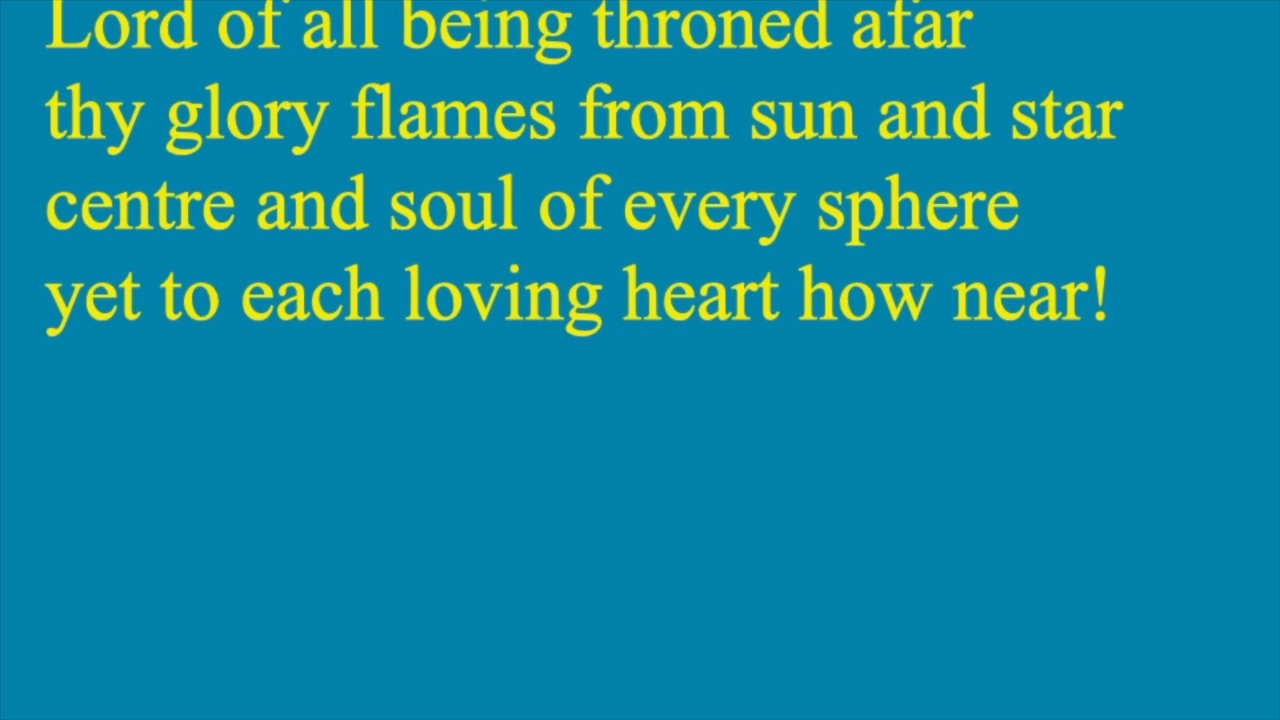 Lord of all being throned afar
thy glory flames from sun and star
centre and soul of every sphere
yet to each loving heart how near!